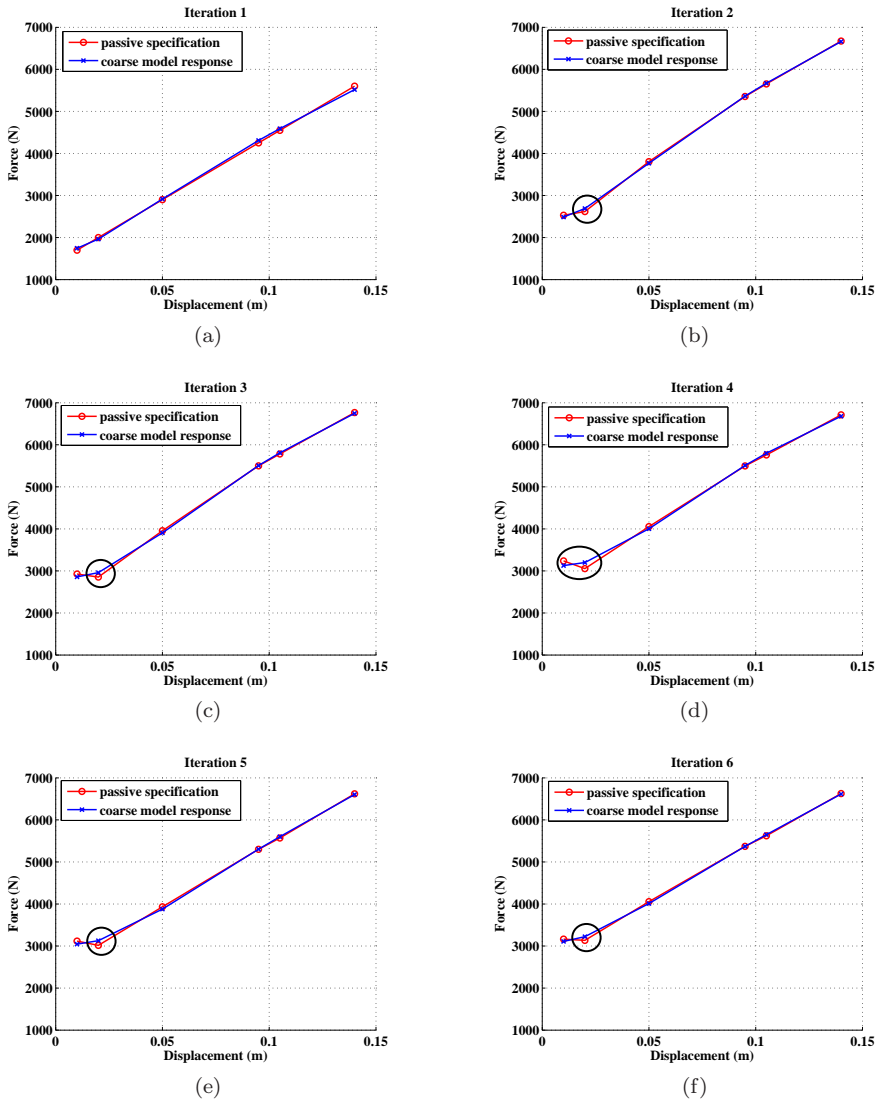 Iteration 1
passive specification
coarse model response
7000
6000
5000
4000
3000
2000
1000
Force (N)
0
0.05
0.1
0.15
Displacement (m)
(a)
Iteration 2
passive specification
coarse model response
7000
6000
5000
4000
3000
2000
1000
Force (N)
0
0.05
0.1
0.15
Displacement (m)
(b)
Iteration 3
passive specification
coarse model response
7000
6000
5000
4000
3000
2000
1000
Force (N)
0
0.05
0.1
0.15
Displacement (m)
(c)
Iteration 4
passive specification
coarse model response
7000
6000
5000
4000
3000
2000
1000
Force (N)
0
0.05
0.1
0.15
Displacement (m)
(d)
Iteration 5
passive specification
coarse model response
7000
6000
5000
4000
3000
2000
1000
Force (N)
0
0.05
0.1
0.15
Displacement (m)
(e)
Iteration 6
passive specification
coarse model response
7000
6000
5000
4000
3000
2000
1000
Force (N)
0
0.05
0.1
0.15
Displacement (m)
(f)